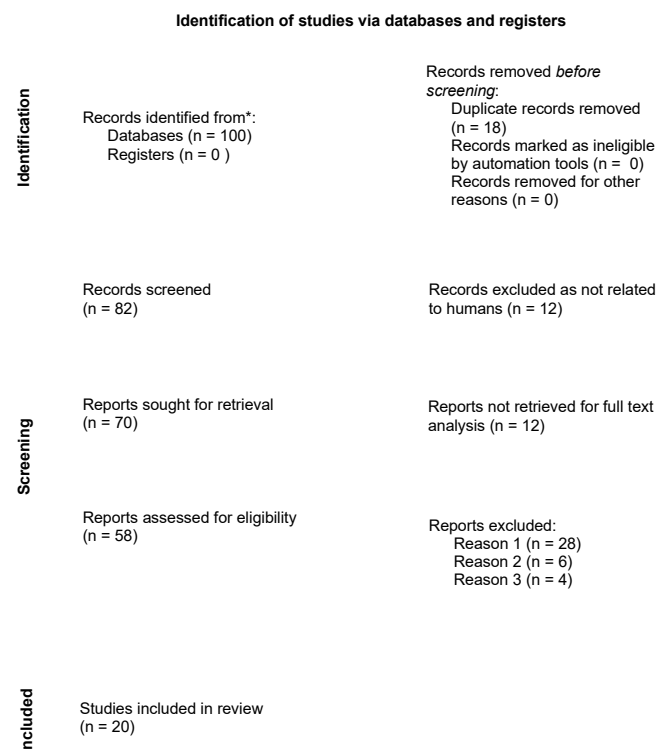 Identification of studies via databases and registers
Identification
Records identified from*:
Databases (n = 100)
Registers (n = 0 )
Records removed before
screening:
Duplicate records removed
(n = 18)
Records marked as ineligible
by automation tools (n =  0)
Records removed for other
reasons (n = 0)
Screening
Records screened
(n = 82)
Records excluded as not related
to humans (n = 12)
Reports sought for retrieval
(n = 70)
Reports not retrieved for full text
analysis (n = 12)
Reports assessed for eligibility
(n = 58)
Reports excluded:
Reason 1 (n = 28)
Reason 2 (n = 6)
Reason 3 (n = 4)
ncluded
Studies included in review
(n = 20)